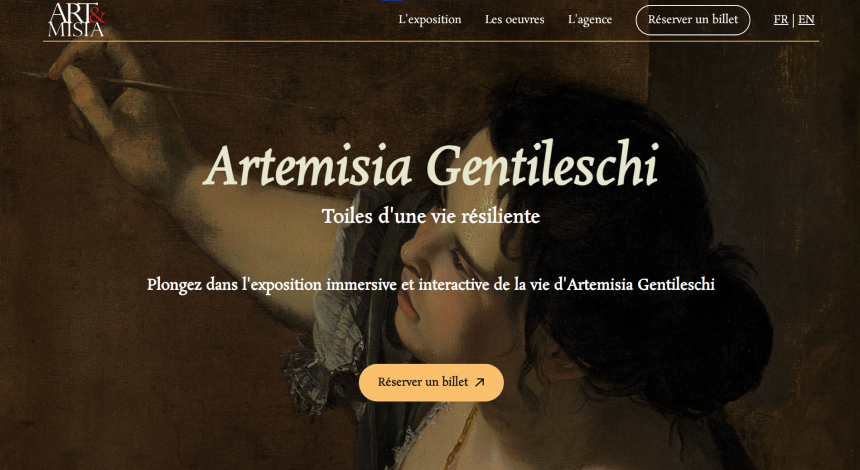 ART&
MISIA
L'exposition Les oeuvres L'agence Réserver un billet FR | EN
Artemisia Gentileschi
Toiles d'une vie résiliente
Plongez dans l'exposition immersive et interactive de la vie d'Artemisia Gentileschi
Réserver un billet